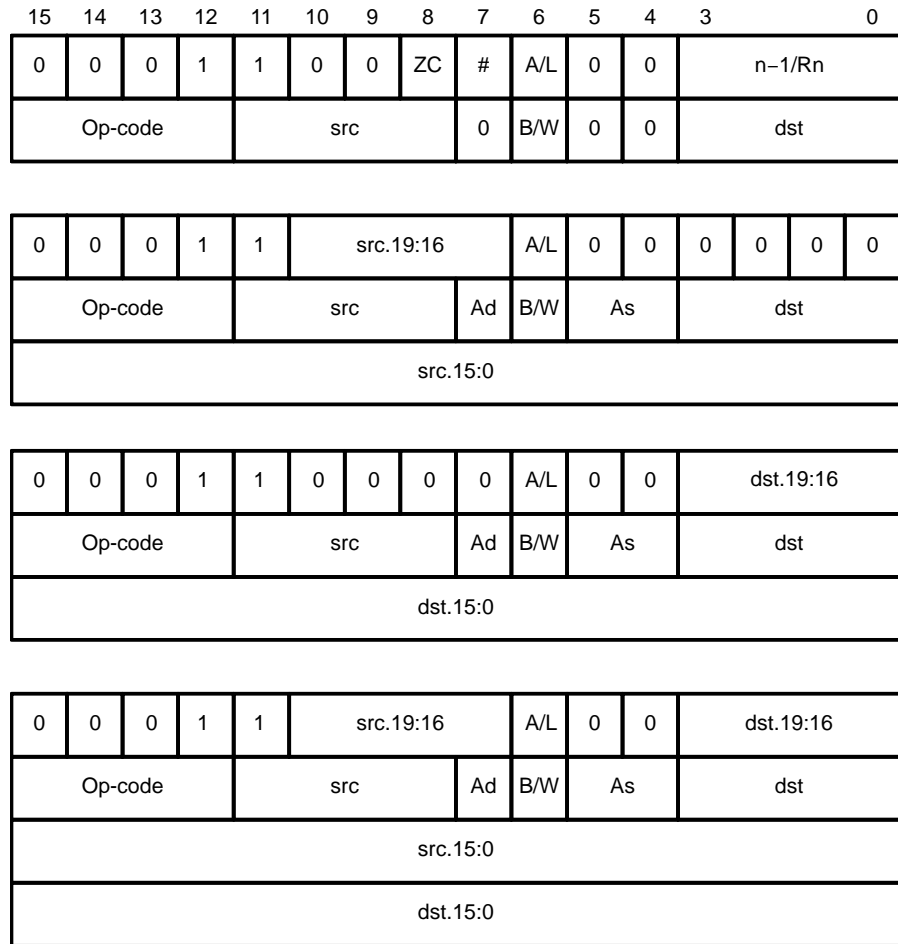 15 14 13 12 11 10 9 8 7 6 5 4 3 0
0 0 0 1 1 0 0 ZC # A/L 0 0 n−1/Rn
Op-code src 0 B/W 0 0 dst
0 0 0 1 1 src.19:16 A/L 0 0 0 0 0 0
Op-code src Ad B/W As dst
src.15:0
0 0 0 1 1 0 0 0 0 A/L 0 0 dst.19:16
Op-code src Ad B/W As dst
dst.15:0
0 0 0 1 1 src.19:16 A/L 0 0 dst.19:16
Op-code src Ad B/W As dst
src.15:0
dst.15:0